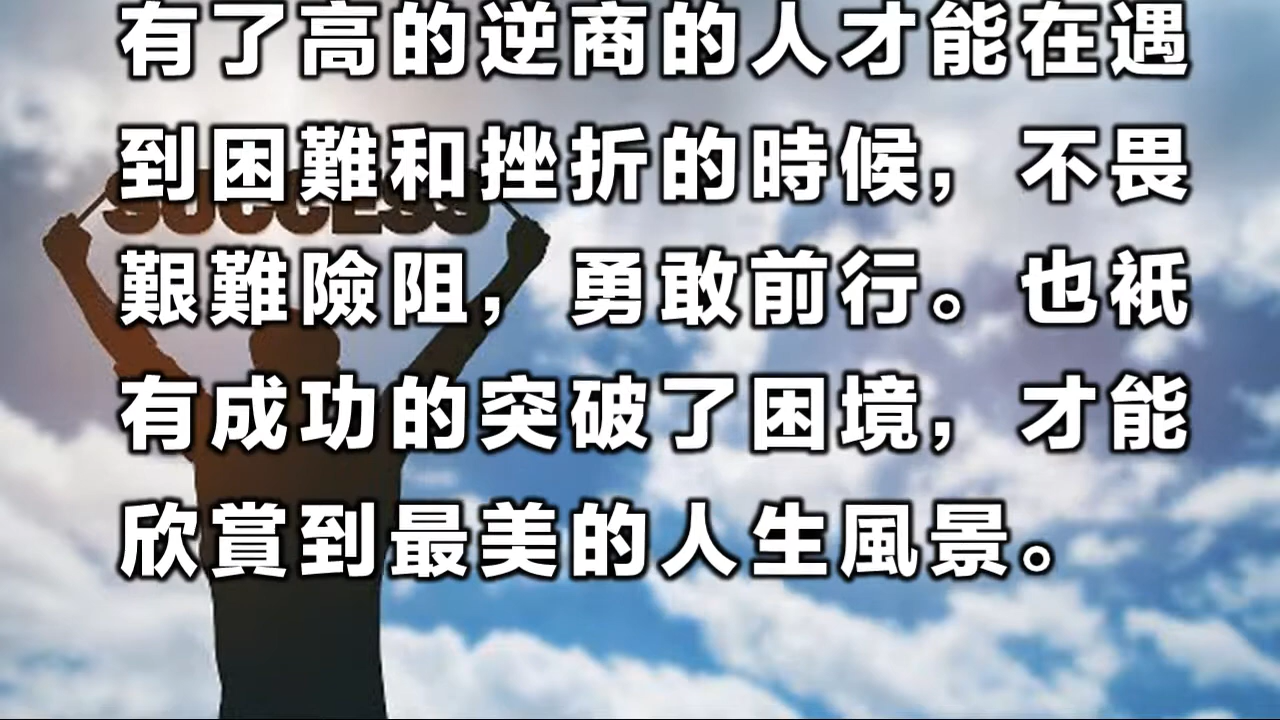 有了高的逆商的人才能在遇
到困難和挫折的時候，不畏
SUCCESS
艱難險阻，勇敢前行。也衹
有成功的突破了困境，才能
欣賞到最美的人生風景。